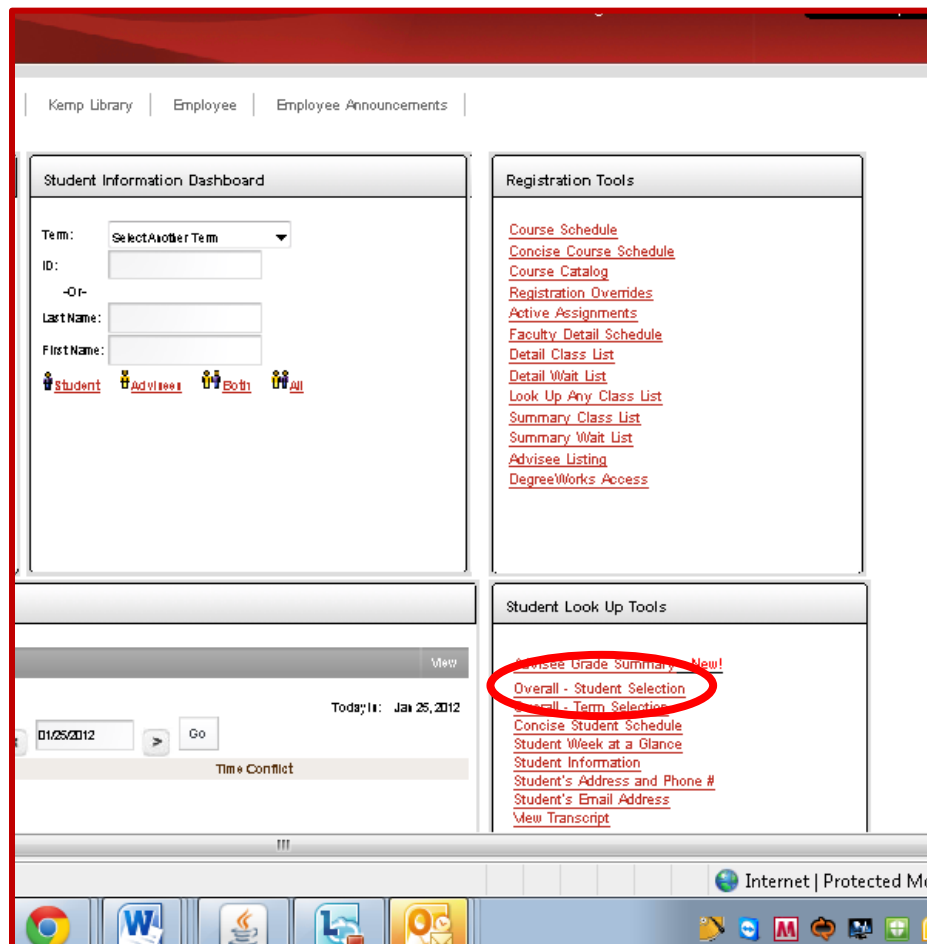 Kemp Library Employee Employee Announcements
Student Information Dashboard
Term: Select Another Term
ID:
-Or-
Last Name:
First Name:
Student Advisees Both All
Registration Tools
Course Schedule
Concise Course Schedule
Course Catalog
Registration Overrides
Active Assignments
Faculty Detail Schedule
Detail Class List
Detail Wait List
Look Up Any Class List
Summary Class List
Summary Wait List
Advisee Listing
DegreeWorks Access
View
Today is: Jan 25, 2012
01/25/2012 > Go
Time Conflict
Student Look Up Tools
Advisee Grade Summary - New!
Overall - Student Selection
Overall - Term Selection
Concise Student Schedule
Student Week at a Glance
Student Information
Student's Address and Phone #
Student's Email Address
View Transcript
Internet | Protected Mo